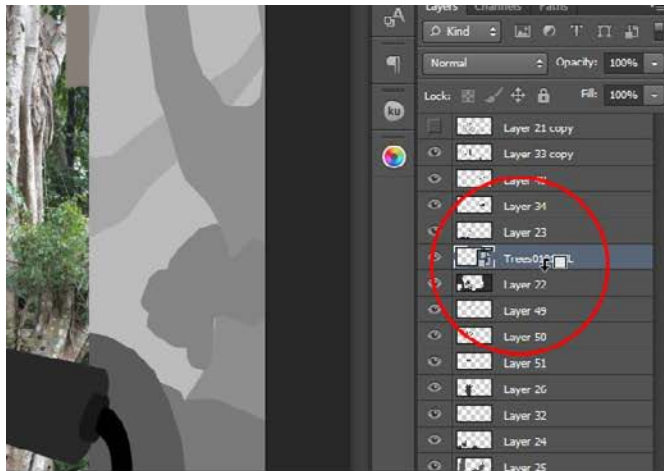 Layers Channels Paths
Kind
T
Normal Opacity: 100%
Lock: Fill: 100%
ku
Layer 21 copy
Layer 33 copy
Layer 34
Layer 23
Layer 22
Layer 49
Layer 50
Layer 51
Layer 26
Layer 32
Layer 24
Layer 25